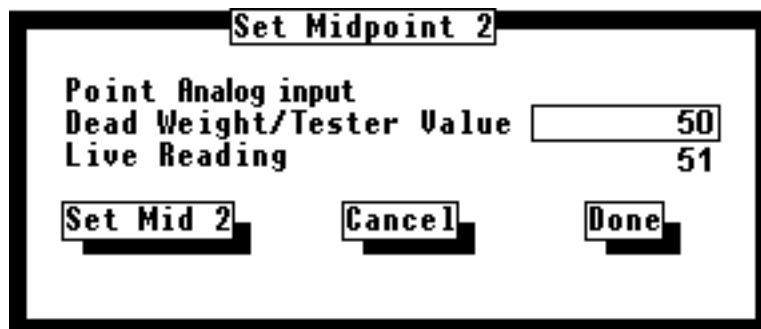 Set Midpoint 2
Point Analog input
Dead Weight/Tester Value 50
Live Reading 51
Set Mid 2 Cancel Done